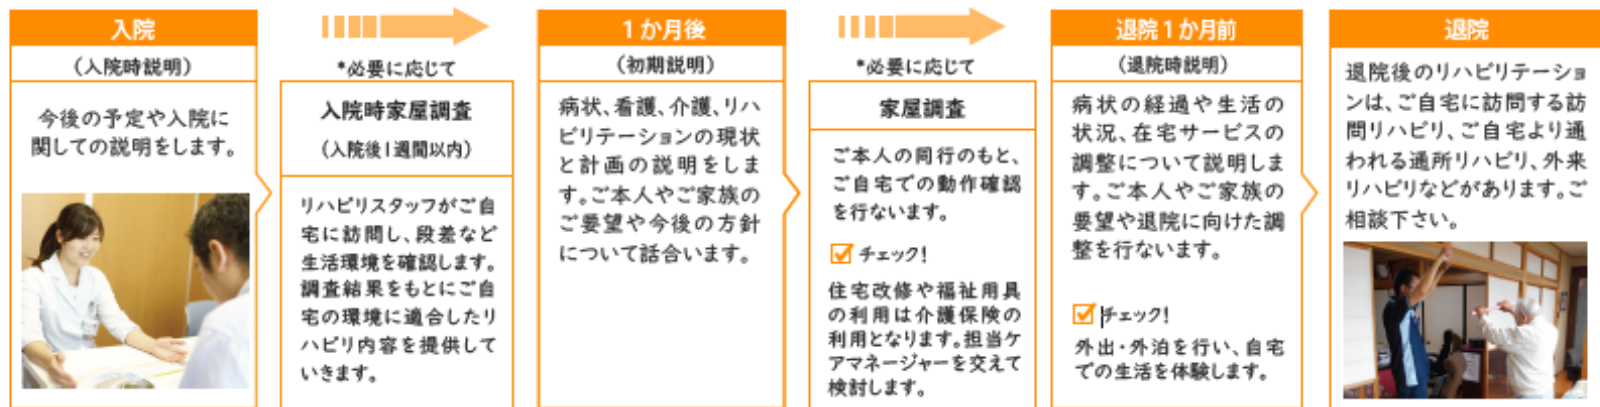 入院
(入院時説明)
今後の予定や入院に
関しての説明をします。
*必要に応じて
入院時家屋調査
(入院後1週間以内)
リハビリスタッフがご自
宅に訪問し、段差など
生活環境を確認します。
調査結果をもとにご自
宅の環境に適合したリ
ハビリ内容を提供して
いきます。
1か月後
(初期説明)
病状、看護、介護、リハ
ビリテーションの現状
と計画の説明をしま
す。ご本人やご家族の
ご要望や今後の方針
について話合います。
*必要に応じて
家屋調査
ご本人の同行のもと、
ご自宅での動作確認
を行ないます。
チェック!
住宅改修や福祉用具
の利用は介護保険の
利用となります。担当ケ
アマネージャーを交えて
検討します。
退院1か月前
(退院時説明)
病状の経過や生活の
状況、在宅サービスの
調整について説明しま
す。ご本人やご家族の
要望や退院に向けた調
整を行ないます。
チェック!
外出・外泊を行い、自宅
での生活を体験します。
退院
退院後のリハビリテーショ
ンは、ご自宅に訪問する訪
問リハビリ、ご自宅より通
われる通所リハビリ、外来
リハビリなどがあります。ご
相談下さい。